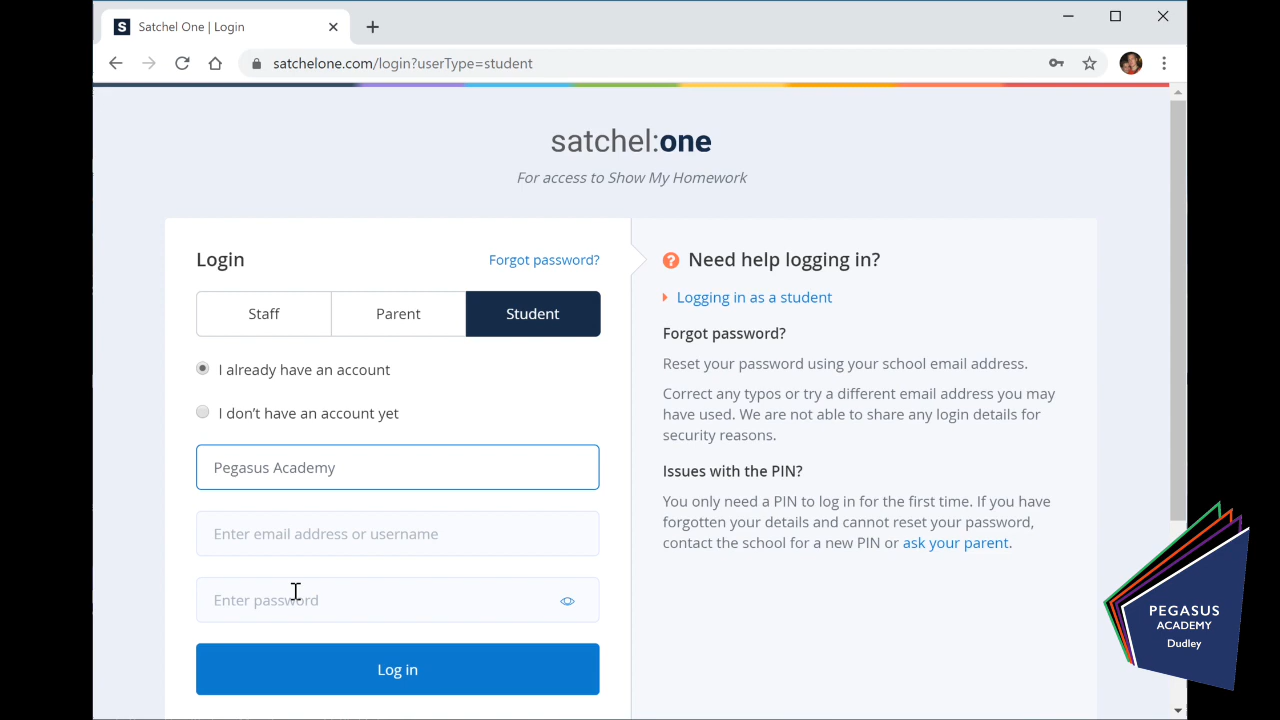 S Satchel One | Login
satchelone.com/login?userType=student
satchel:one
For access to Show My Homework
Login
Forgot password?
Staff
Parent
Student
I already have an account
I don't have an account yet
Pegasus Academy
Enter email address or username
Enter password
Log in
? Need help logging in?
Logging in as a student
Forgot password?
Reset your password using your school email address.
Correct any typos or try a different email address you may
have used. We are not able to share any login details for
security reasons.
Issues with the PIN?
You only need a PIN to log in for the first time. If you have
forgotten your details and cannot reset your password,
contact the school for a new PIN or ask your parent.
PEGASUS
ACADEMY
Dudley